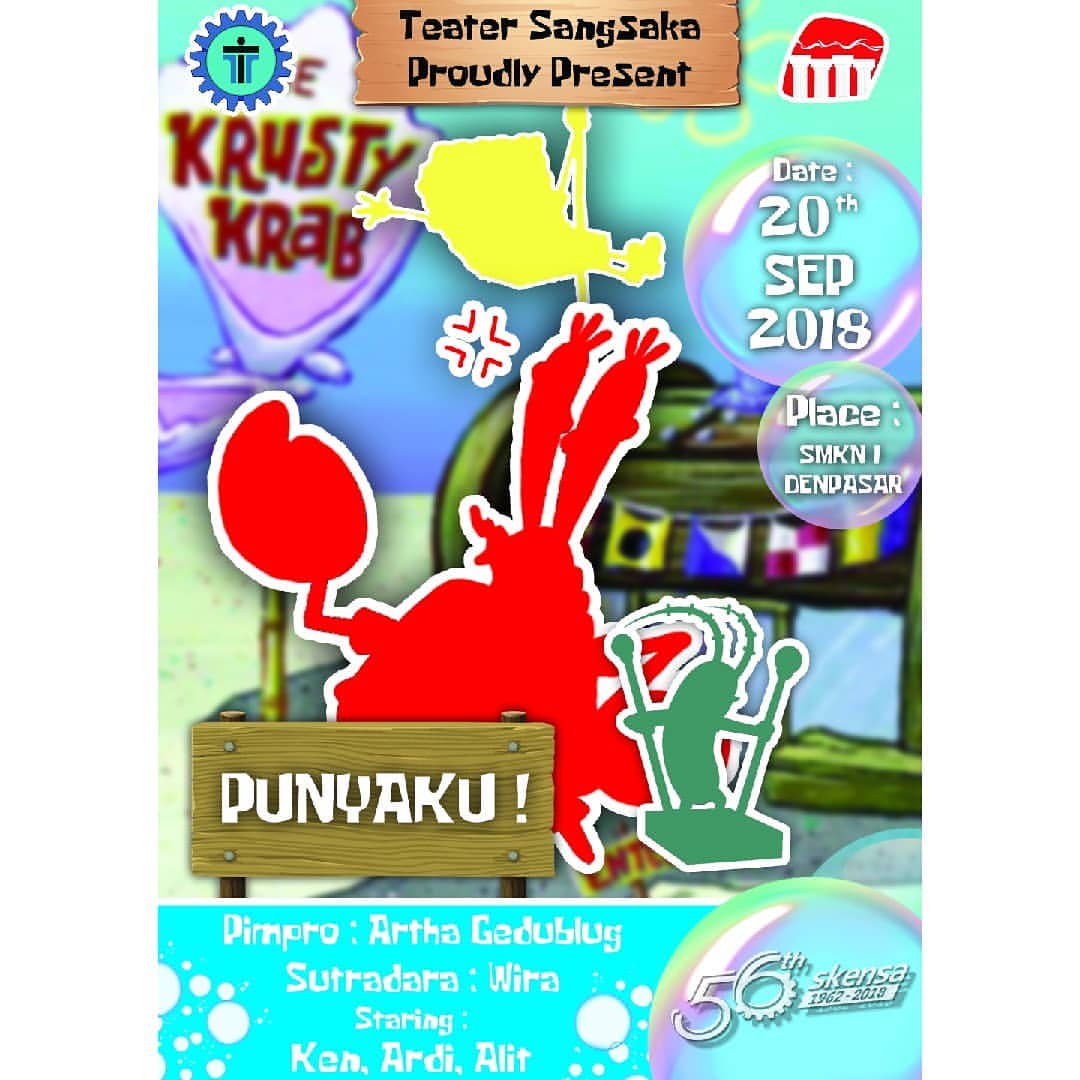 Teater Sangsaka
Proudly Present
KRUSTY
KRaB
Date :
20th
SEP
2018
Place :
SMKN 1
DENPASAR
PUNYAKU !
Pimpro : Artha Gedublug
Sutradara : Wira
Staring :
Ken, Ardi, Alit
56th skensa
1962 - 2018